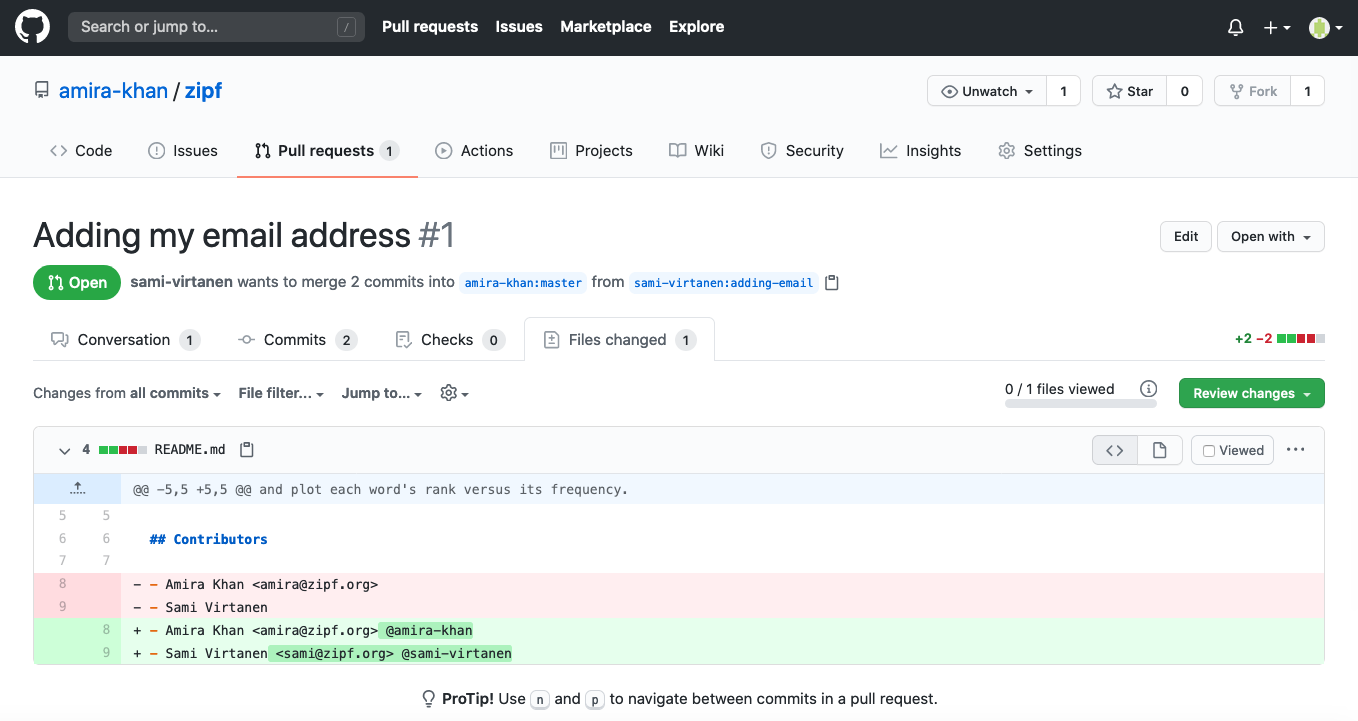 Search or jump to... / Pull requests Issues Marketplace Explore
amira-khan / zipf Unwatch 1 Star 0 Fork 1
Code Issues Pull requests 1 Actions Projects Wiki Security Insights Settings
Adding my email address #1 Edit Open with
Open sami-virtanen wants to merge 2 commits into amira-khan:master from sami-virtanen:adding-email
Conversation 1 Commits 2 Checks 0 Files changed 1 +2 −2
Changes from all commits File filter... Jump to... 0 / 1 files viewed Review changes
4 README.md <> Viewed ...
@@ -5,5 +5,5 @@ and plot each word's rank versus its frequency.
5 5
6 6 ## Contributors
7 7
8 - - Amira Khan <amira@zipf.org>
9 - - Sami Virtanen
8 + - Amira Khan <amira@zipf.org> @amira-khan
9 + - Sami Virtanen <sami@zipf.org> @sami-virtanen
ProTip! Use n and p to navigate between commits in a pull request.